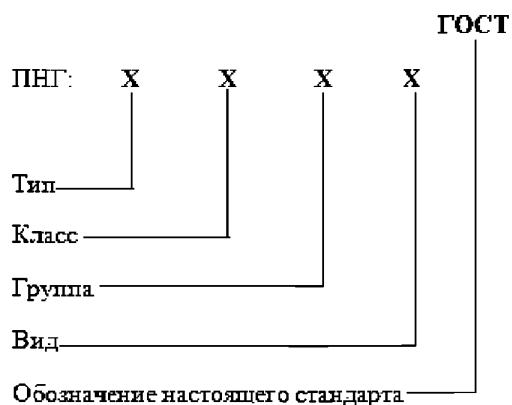 ГОСТ
ПНГ: Х Х Х Х
Тип
Класс
Группа
Вид
Обозначение настоящего стандарта